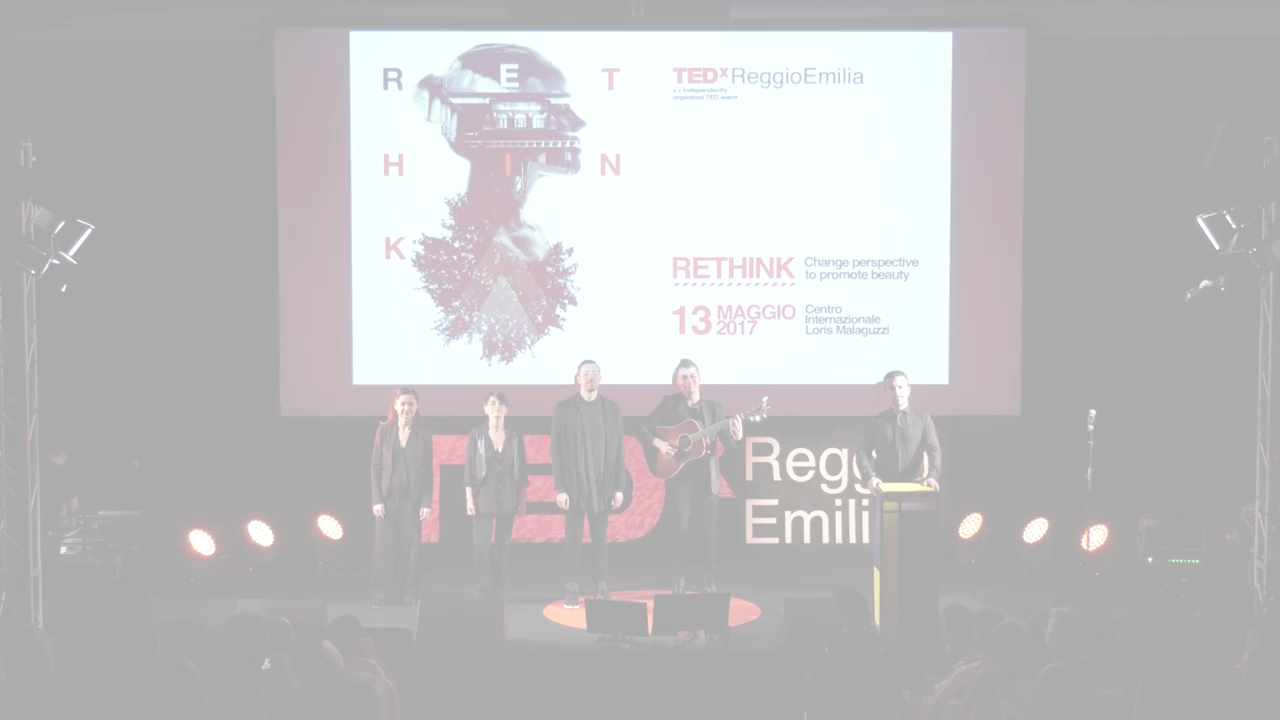 R E T
H I N
K
TEDx ReggioEmilia
independently
organized TED event
RETHINK
Change perspective
to promote beauty
13 MAGGIO
2017
Centro
Internazionale
Loris Malaguzzi
TEDx
Regg
Emili